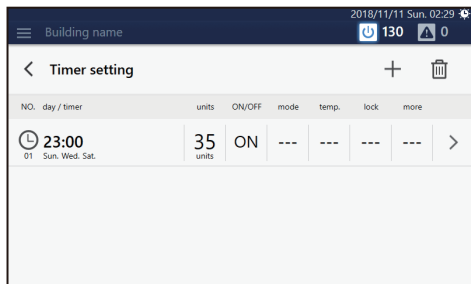 2018/11/11 Sun. 02:29
Building name 130 0
Timer setting
NO. day / timer units ON/OFF mode temp. lock more
23:00 35 ON --- --- --- ---
01 Sun. Wed. Sat. units